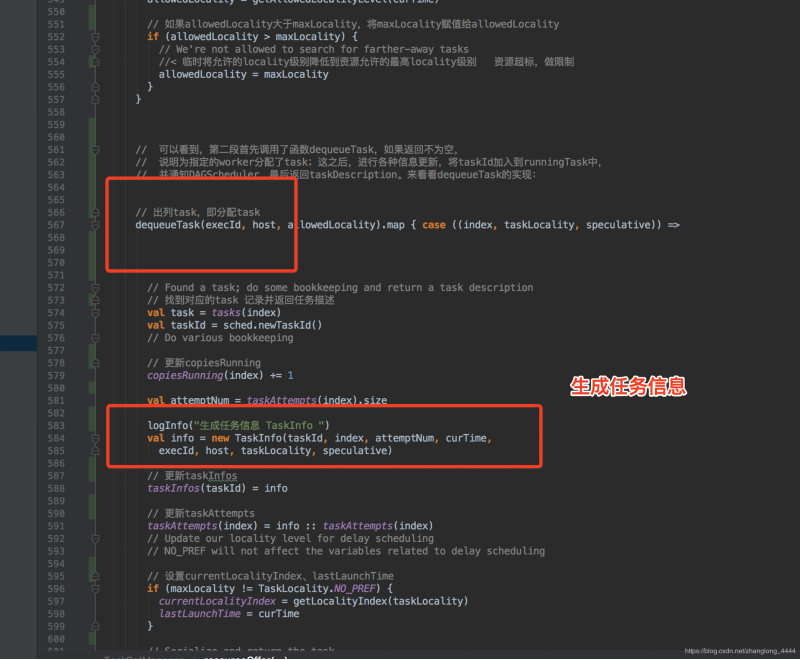 550
551 // 如果allowedLocality大于maxLocality，将maxLocality赋值给allowedLocality
552 if (allowedLocality > maxLocality) {
553 // We're not allowed to search for farther-away tasks
554 //< 临时将允许的locality级别降低到资源允许的最高locality级别 资源超标，做限制
555 allowedLocality = maxLocality
556 }
557 }
558
559
560
561 // 可以看到，第二段首先调用了函数dequeueTask，如果返回不为空，
562 // 说明为指定的worker分配了task；这之后，进行各种信息更新，将taskId加入到runningTask中，
563 // 并通知DAGScheduler，最后返回taskDescription。来看看dequeueTask的实现：
564
565
566 // 出列task，即分配task
567 dequeueTask(execId, host, allowedLocality).map { case ((index, taskLocality, speculative)) =>
568
569
570
571
572 // Found a task; do some bookkeeping and return a task description
573 // 找到对应的task 记录并返回任务描述
574 val task = tasks(index)
575 val taskId = sched.newTaskId()
576 // Do various bookkeeping
577
578 // 更新copiesRunning
579 copiesRunning(index) += 1
580
581 val attemptNum = taskAttempts(index).size
582
583 logInfo("生成任务信息 TaskInfo ")
584 val info = new TaskInfo(taskId, index, attemptNum, curTime,
585 execId, host, taskLocality, speculative)
586
587 // 更新taskInfos
588 taskInfos(taskId) = info
589
590 // 更新taskAttempts
591 taskAttempts(index) = info :: taskAttempts(index)
592 // Update our locality level for delay scheduling
593 // NO_PREF will not affect the variables related to delay scheduling
594
595 // 设置currentLocalityIndex、lastLaunchTime
596 if (maxLocality != TaskLocality.NO_PREF) {
597 currentLocalityIndex = getLocalityIndex(taskLocality)
598 lastLaunchTime = curTime
599 }
600
生成任务信息
https://blog.csdn.net/zhanglong_4444